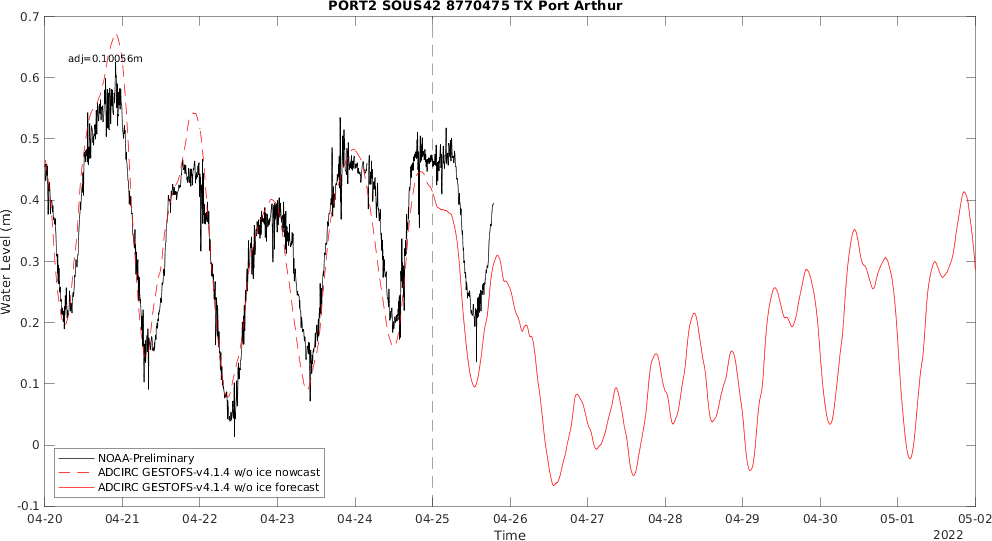 PORT2 SOUS42 8770475 TX Port Arthur
adj=0.10056m
0.7
0.6
0.5
0.4
0.3
0.2
0.1
0
-0.1
Water Level (m)
NOAA-Preliminary
ADCIRC GESTOFS-v4.1.4 w/o ice nowcast
ADCIRC GESTOFS-v4.1.4 w/o ice forecast
04-20 04-21 04-22 04-23 04-24 04-25 04-26 04-27 04-28 04-29 04-30 05-01 05-02
Time
2022